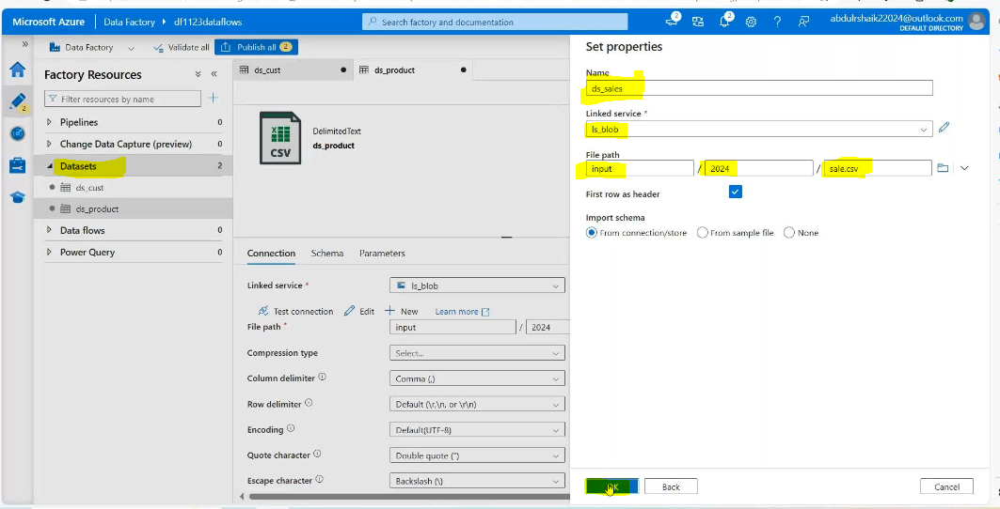 Microsoft Azure | Data Factory ▸ df1123dataflows
Search factory and documentation
2
2
abdulrshaik22024@outlook.com
DEFAULT DIRECTORY
Data Factory
Validate all
Publish all 2
Factory Resources
Filter resources by name
Pipelines 0
Change Data Capture (preview) 0
Datasets 2
ds_cust
ds_product
Data flows 0
Power Query 0
2
ds_cust
ds_product
CSV
DelimitedText
ds_product
Connection Schema Parameters
Linked service *
ls_blob
Test connection Edit New Learn more
File path * input / 2024
Compression type Select...
Column delimiter Comma (,)
Row delimiter Default (\r,\n, or \r\n)
Encoding Default(UTF-8)
Quote character Double quote (")
Escape character Backslash (\)
Set properties
Name
ds_sales
Linked service *
ls_blob
File path
input / 2024 / sale.csv
First row as header
Import schema
From connection/store From sample file None
OK Back Cancel